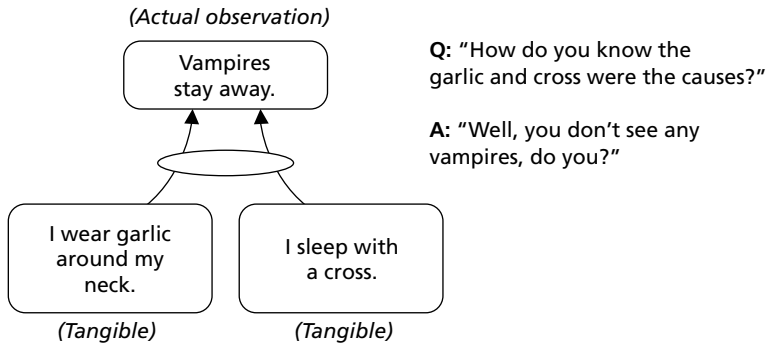 (Actual observation)
Vampires
stay away.
Q: “How do you know the
garlic and cross were the causes?”
A: “Well, you don’t see any
vampires, do you?”
I wear garlic
around my
neck.
(Tangible)
I sleep with
a cross.
(Tangible)